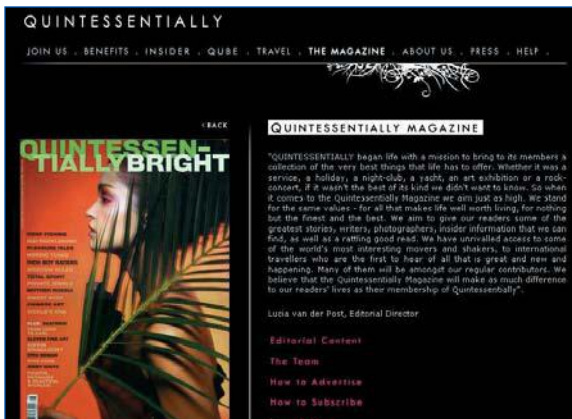 QUINTESSENTIALLY
JOIN US . BENEFITS . INSIDER . QUBE . TRAVEL . THE MAGAZINE . ABOUT US . PRESS . HELP .
‹ BACK
QUINTESSEN-
TIALLYBRIGHT
QUINTESSENTIALLY MAGAZINE
"QUINTESSENTIALLY began life with a mission to bring to its members a
collection of the very best things that life has to offer. Whether it was a
service, a holiday, a night-club, a yacht, an art exhibition or a rock-
concert, if it wasn't the best of its kind we didn't want to know. So when
it comes to the Quintessentially Magazine we aim just as high. We stand
for the same values - for all that makes life well worth living, for nothing
but the finest and the best. We aim to give our readers some of the
greatest stories, writers, photographers, insider information that we can
find, as well as a rattling good read. We have unrivalled access to come
of the world's most interesting movers and shakers, to international
travellers who are the first to hear of all that is great and new and
happening. Many of them will be amongst our regular contributors. We
believe that the Quintessentially Magazine will make as much difference
to our readers' lives as their membership of Quintessentially".
Lucia van der Post, Editorial Director
Editorial Content
The Team
How to Advertise
How to Subscribe